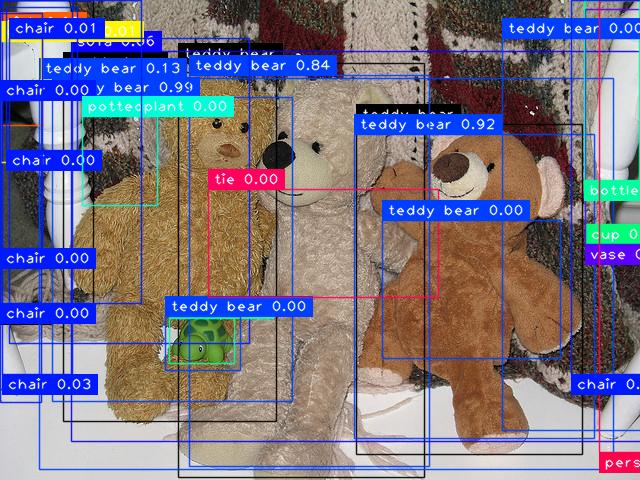 chair 0.01
0.01
sofa 0.06
teddy bear
teddy bear 0.00
teddy bear 0.13
teddy bear 0.84
chair 0.00
y bear 0.99
pottedplant 0.00
teddy bear
teddy bear 0.92
chair 0.00
tie 0.00
bottle
teddy bear 0.00
cup 0
vase
chair 0.00
teddy bear 0.00
chair 0.00
chair 0.03
chair 0.
pers